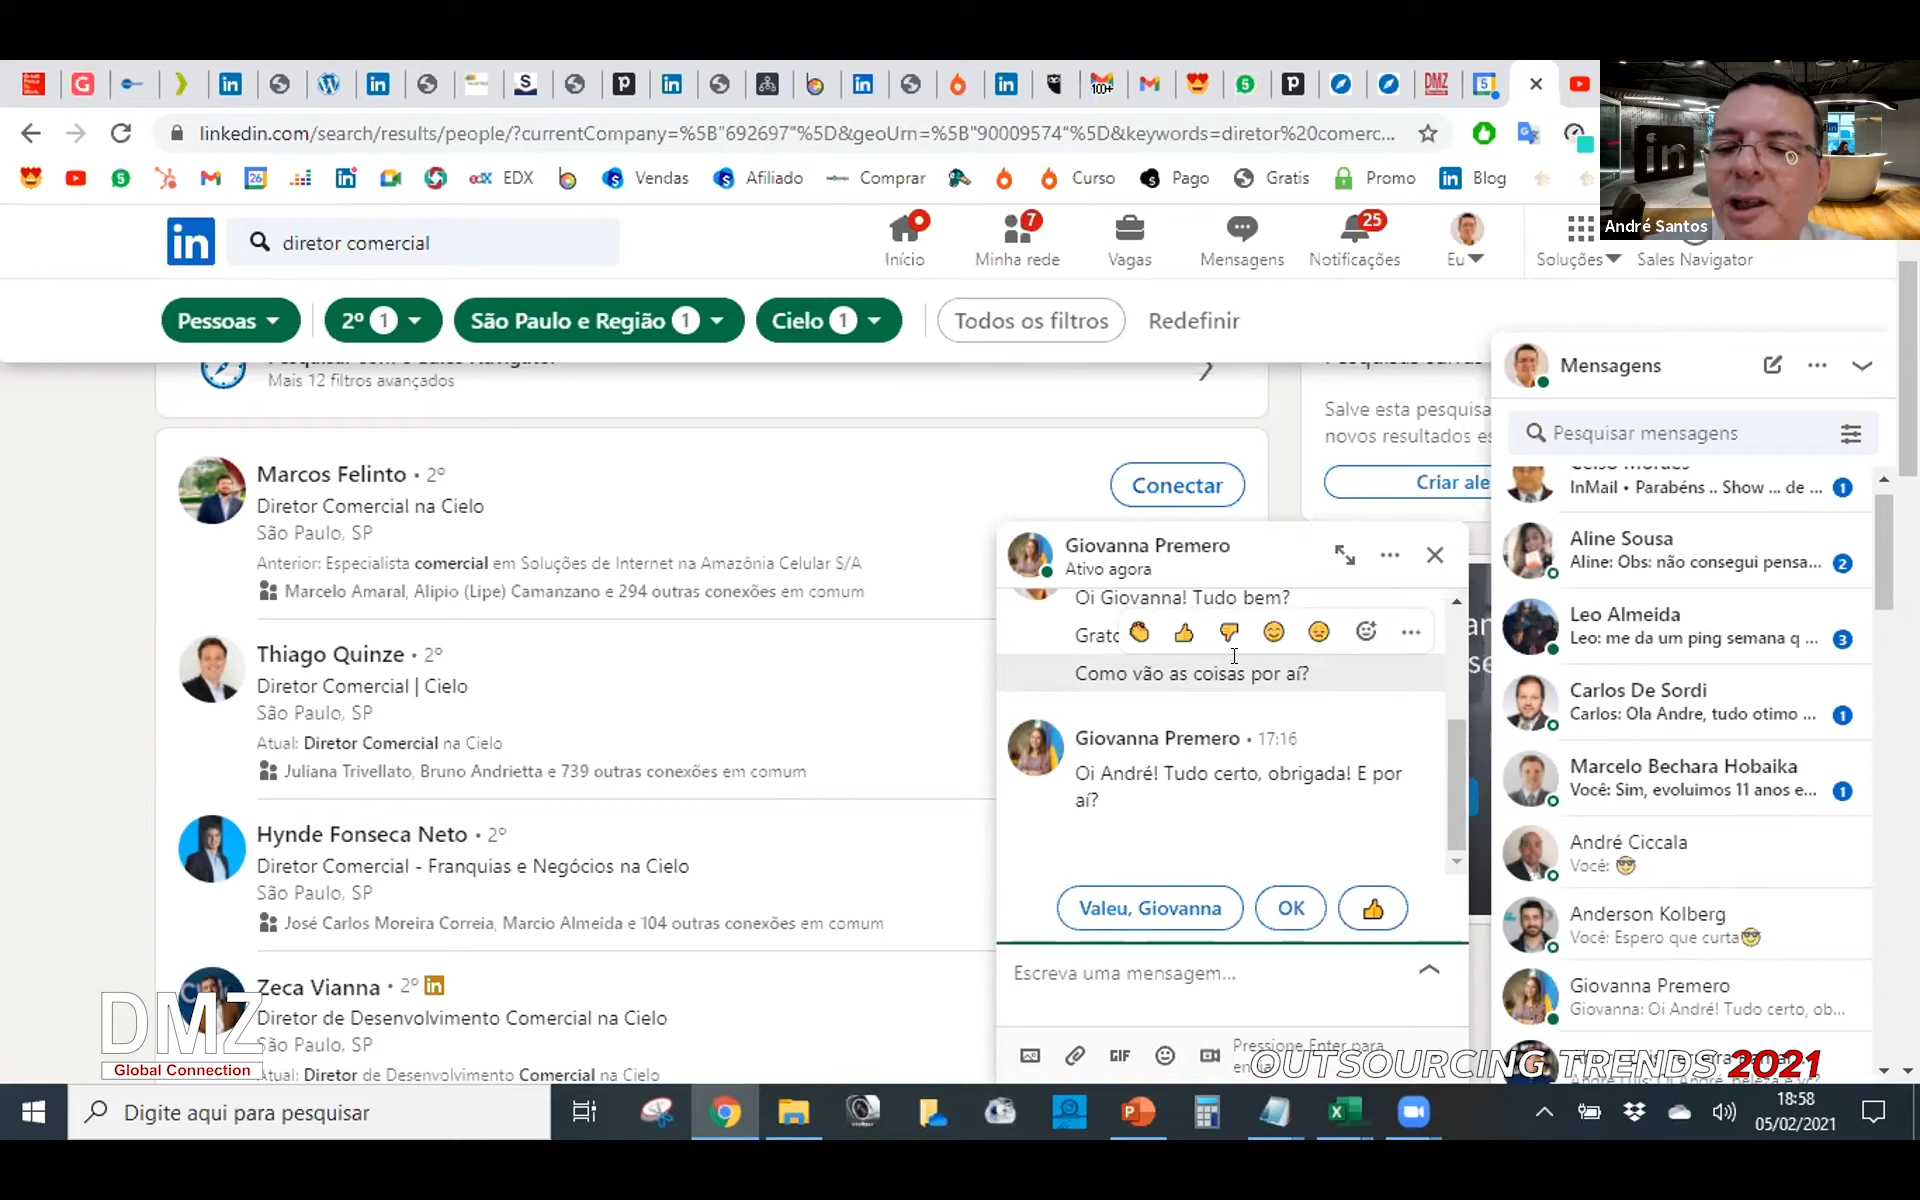 100+
linkedin.com/search/results/people/?currentCompany=%5B"692697"%5D&geoUrn=%5B"90009574"%5D&keywords=diretor%20comerc...
EDX
Vendas
Afiliado
Comprar
Curso
Pago
Gratis
Promo
Blog
André Santos
in
diretor comercial
Início
7
Minha rede
Vagas
Mensagens
25
Notificações
Eu
Soluções
Sales Navigator
Pessoas
2º 1
São Paulo e Região 1
Cielo 1
Todos os filtros
Redefinir
Mais 12 filtros avançados
Salve esta pesquisa
novos resultados
Criar ale
Marcos Felinto • 2º
Diretor Comercial na Cielo
São Paulo, SP
Anterior: Especialista comercial em Soluções de Internet na Amazônia Celular S/A
Marcelo Amaral, Alipio (Lipe) Camanzano e 294 outras conexões em comum
Conectar
Thiago Quinze • 2º
Diretor Comercial | Cielo
São Paulo, SP
Atual: Diretor Comercial na Cielo
Juliana Trivellato, Bruno Andrietta e 739 outras conexões em comum
Hynde Fonseca Neto • 2º
Diretor Comercial - Franquias e Negócios na Cielo
São Paulo, SP
José Carlos Moreira Correia, Marcio Almeida e 104 outras conexões em comum
Zeca Vianna • 2º
Diretor de Desenvolvimento Comercial na Cielo
São Paulo, SP
Atual: Diretor de Desenvolvimento Comercial na Cielo
Giovanna Premero
Ativo agora
Oi Giovanna! Tudo bem?
Como vão as coisas por aí?
Giovanna Premero • 17:16
Oi André! Tudo certo, obrigada! E por
aí?
Valeu, Giovanna
OK
Escreva uma mensagem...
GIF
Pressione Enter para
Mensagens
Pesquisar mensagens
InMail • Parabéns .. Show ... de ...
1
Aline Sousa
Aline: Obs: não consegui pensa...
2
Leo Almeida
Leo: me da um ping semana q ...
3
Carlos De Sordi
Carlos: Ola Andre, tudo otimo ...
1
Marcelo Bechara Hobaika
Você: Sim, evoluimos 11 anos e...
1
André Ciccala
Você:
Anderson Kolberg
Você: Espero que curta
Giovanna Premero
Giovanna: Oi André! Tudo certo, ob...
DMZ
Global Connection
OUTSOURCING TRENDS 2021
Digite aqui para pesquisar
18:58
05/02/2021